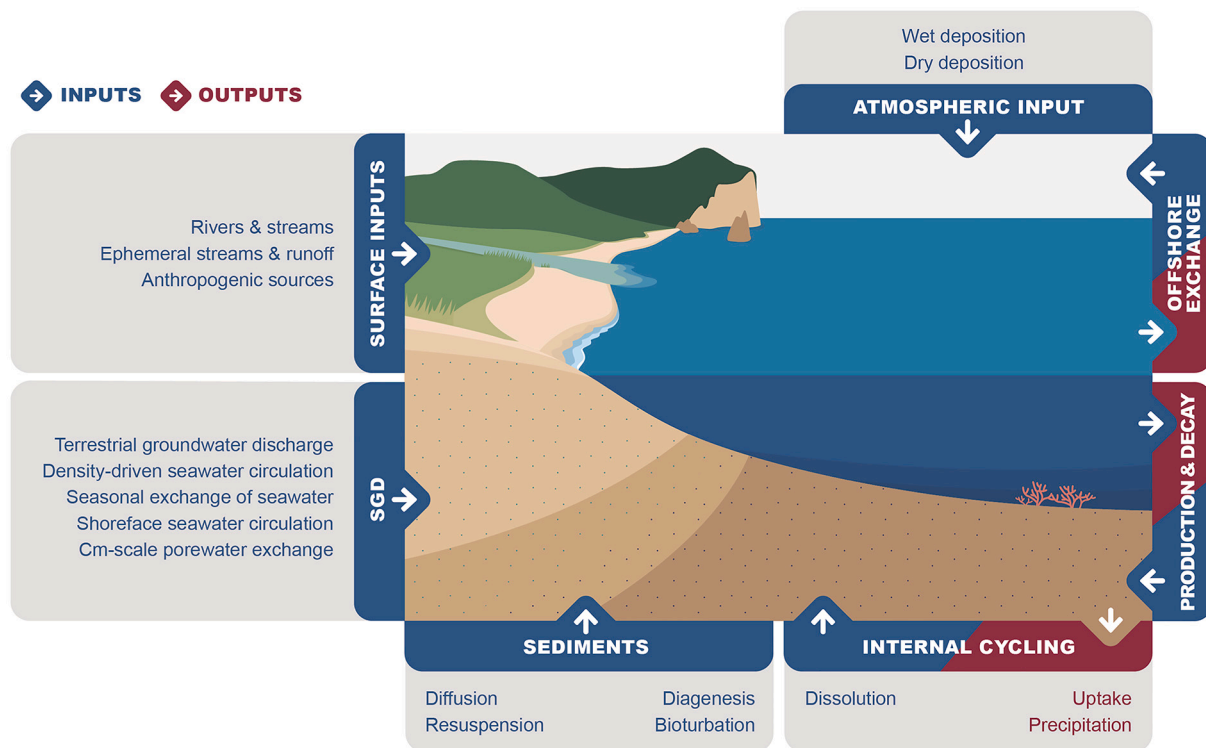 Wet deposition
Dry deposition
ATMOSPHERIC INPUT
INPUTS
OUTPUTS
Rivers & streams
Ephemeral streams & runoff
Anthropogenic sources
SURFACE INPUTS
OFFSHORE
EXCHANGE
Terrestrial groundwater discharge
Density-driven seawater circulation
Seasonal exchange of seawater
Shoreface seawater circulation
Cm-scale porewater exchange
SGD
PRODUCTION & DECAY
SEDIMENTS
Diffusion
Resuspension
Diagenesis
Bioturbation
INTERNAL CYCLING
Dissolution
Uptake
Precipitation